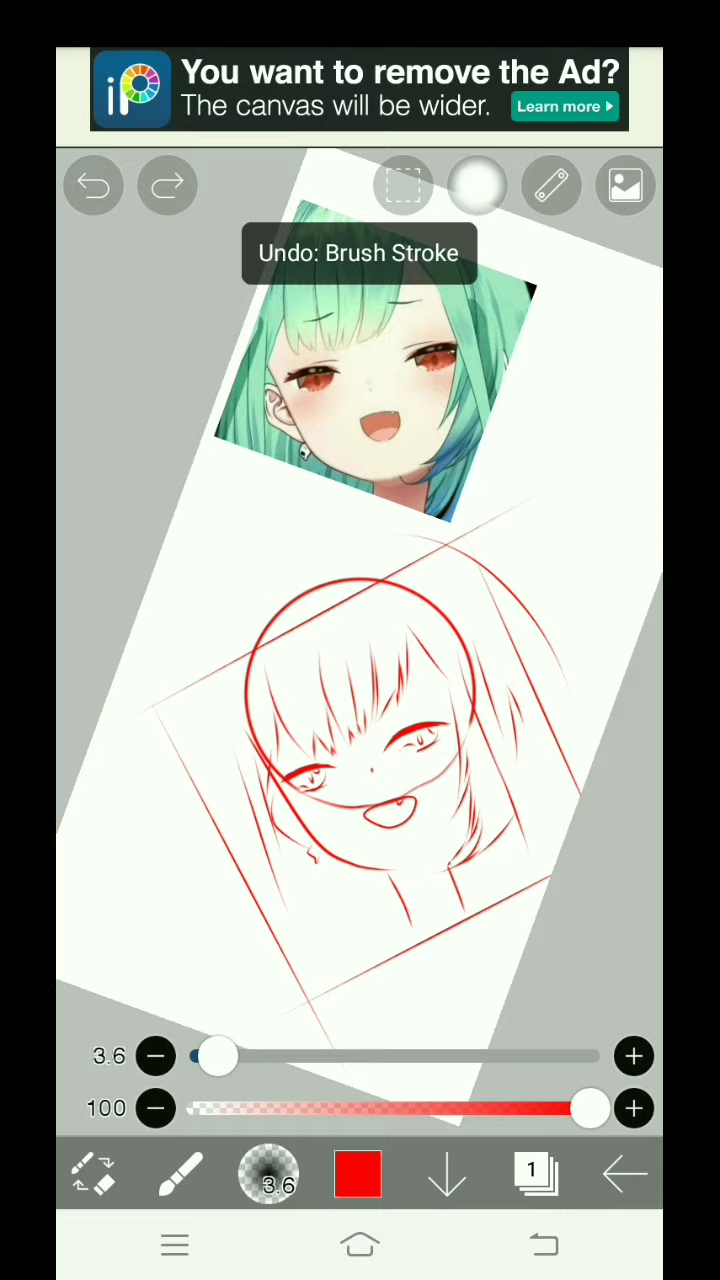 iP
You want to remove the Ad?
The canvas will be wider.
Learn more
Undo: Brush Stroke
3.6
100
3.6
1